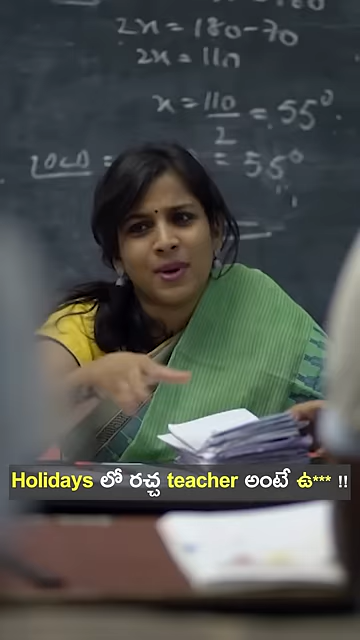 2x = 180-70
2x = 110
x = 110/2 = 55°
= 55°
Holidays లో రచ్చ teacher అంటే ఉ*** !!